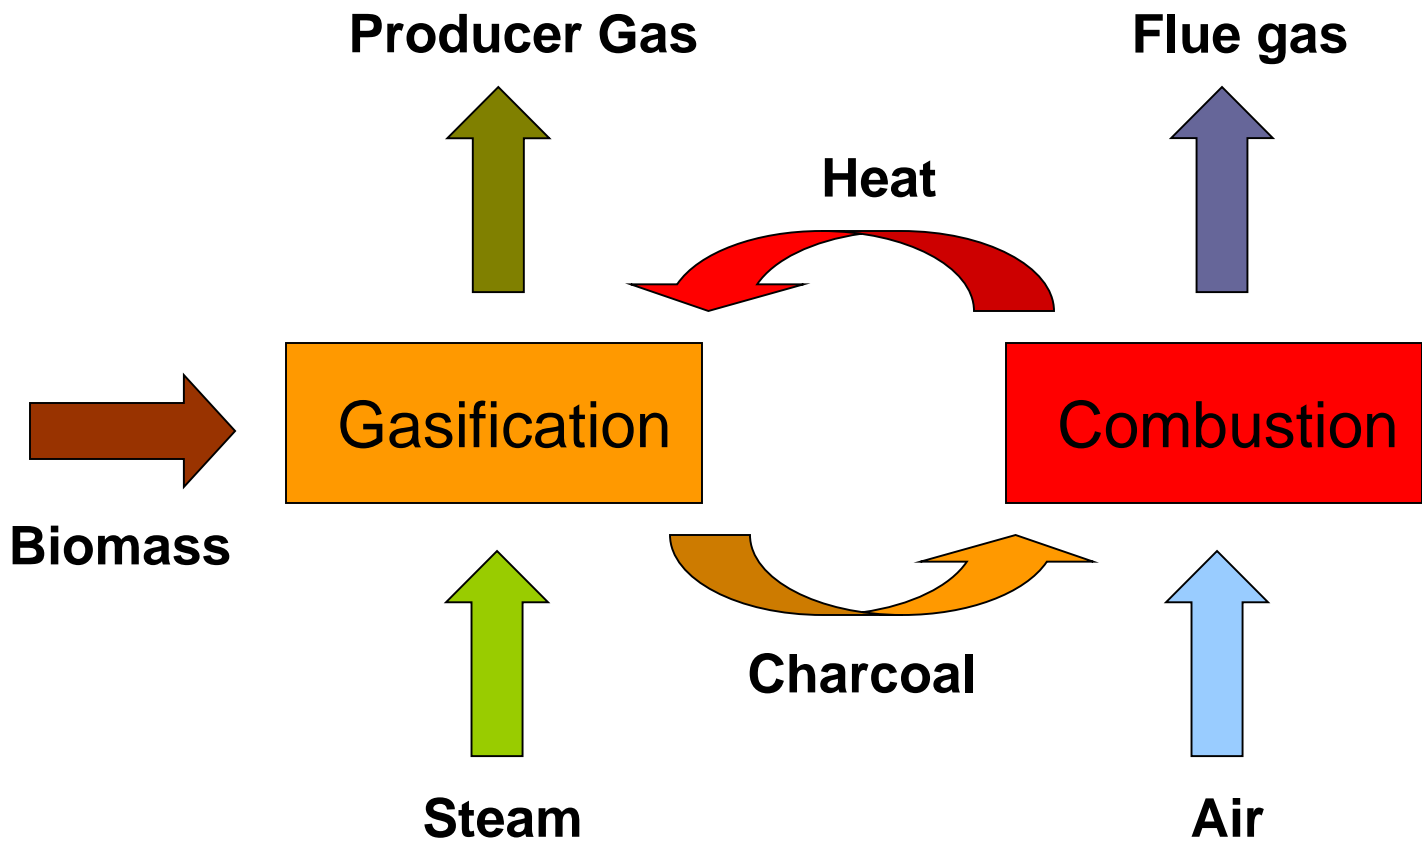 Producer Gas
Flue gas
Heat
Gasification
Combustion
Biomass
Charcoal
Steam
Air